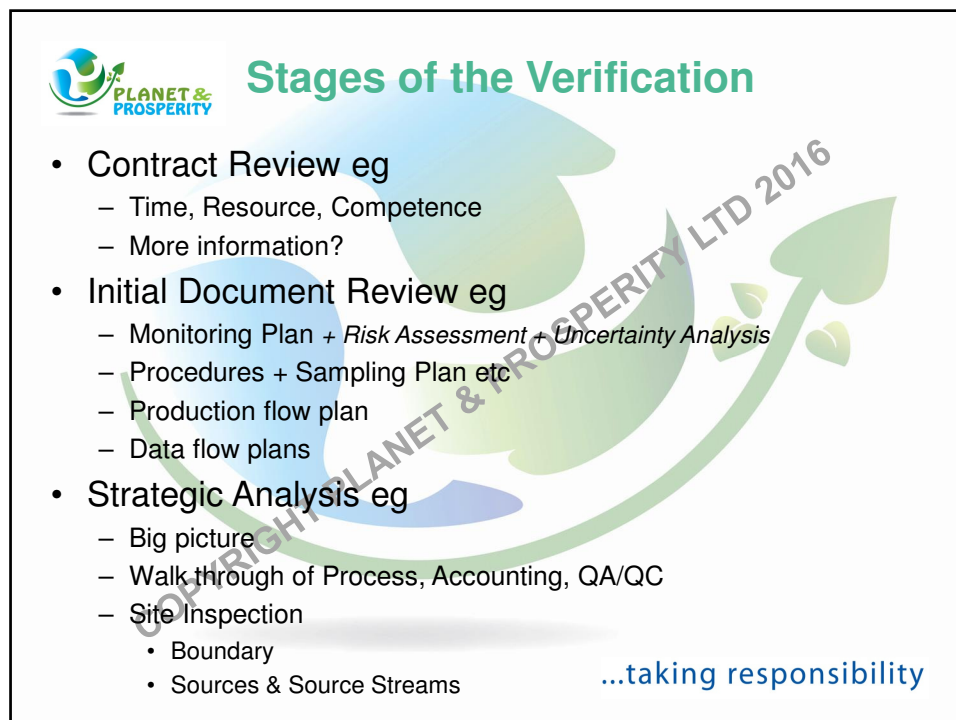 PLANET &
PROSPERITY
Stages of the Verification
• Contract Review eg
– Time, Resource, Competence
– More information?
• Initial Document Review eg
– Monitoring Plan + Risk Assessment + Uncertainty Analysis
– Procedures + Sampling Plan etc
– Production flow plan
– Data flow plans
• Strategic Analysis eg
– Big picture
– Walk through of Process, Accounting, QA/QC
– Site Inspection
• Boundary
• Sources & Source Streams
COPYRIGHT PLANET & PROSPERITY LTD 2016
...taking responsibility